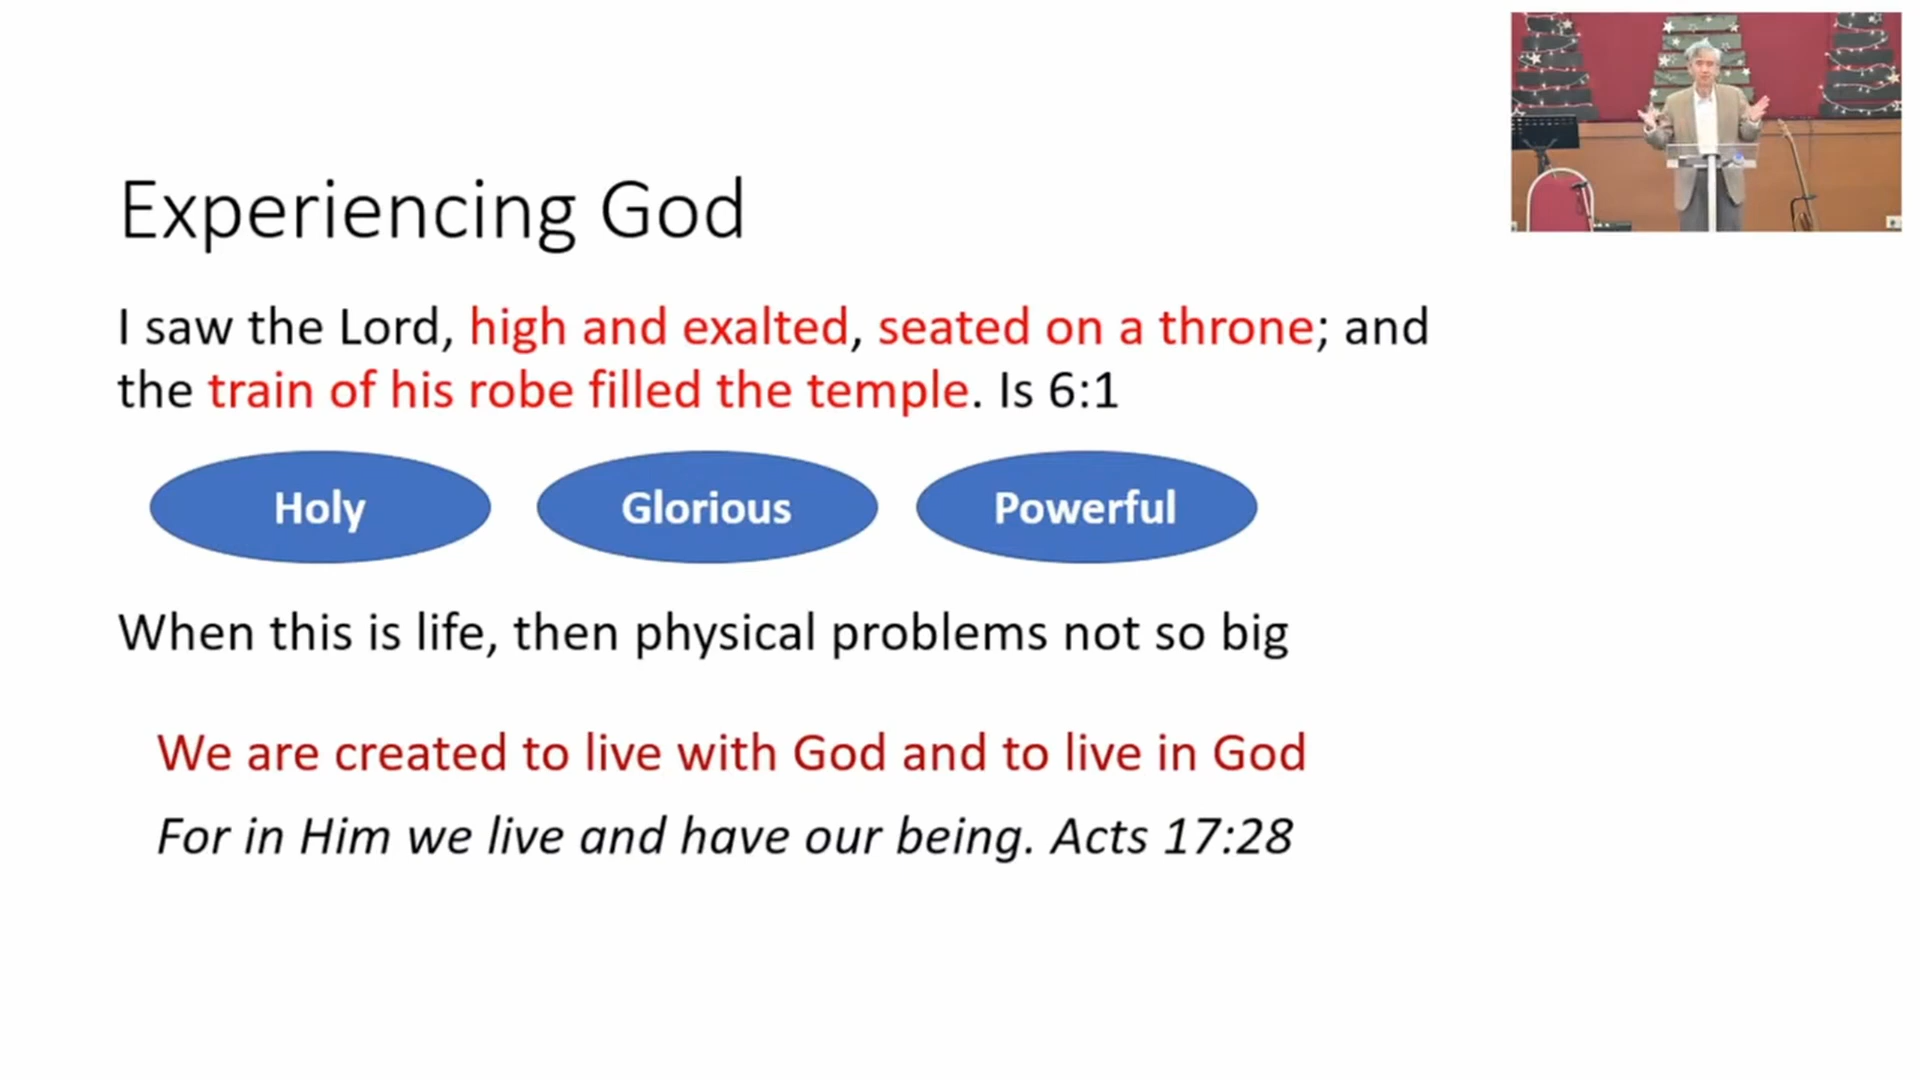 Experiencing God
I saw the Lord, high and exalted, seated on a throne; and
the train of his robe filled the temple. Is 6:1
Holy
Glorious
Powerful
When this is life, then physical problems not so big
We are created to live with God and to live in God
For in Him we live and have our being. Acts 17:28